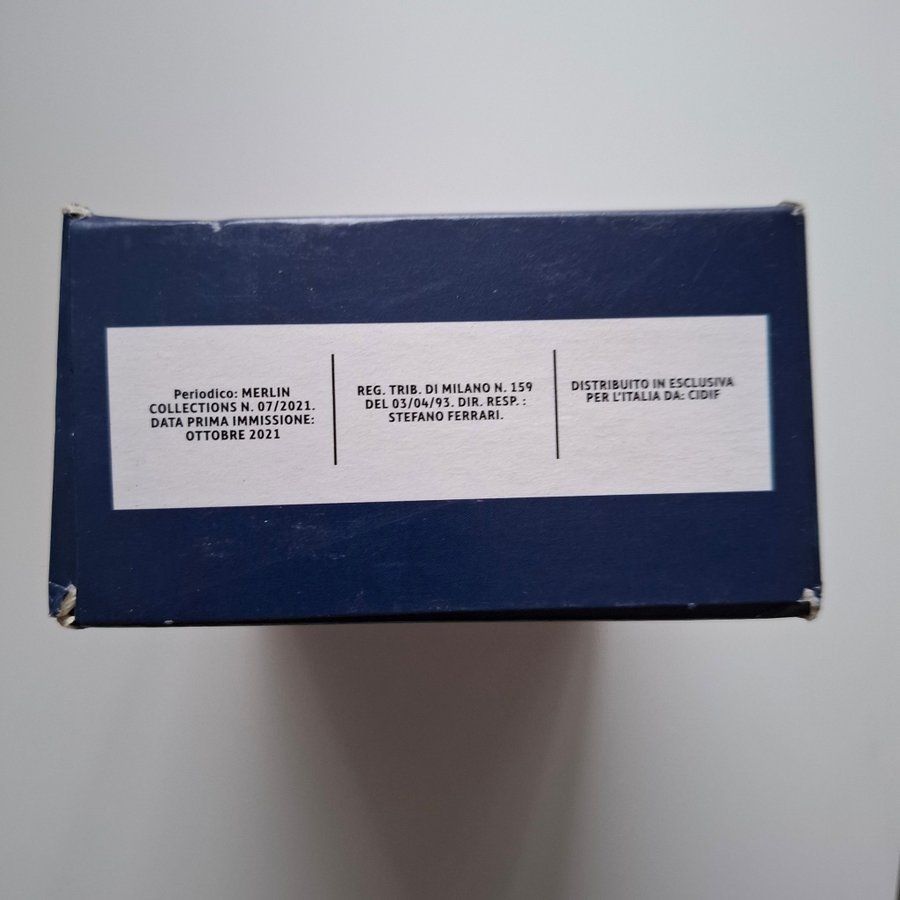 Periodico: MERLIN
COLLECTIONS N. 07/2021.
DATA PRIMA IMMISSIONE:
OTTOBRE 2021
REG. TRIB. DI MILANO N. 159
DEL 03/04/93. DIR. RESP. :
STEFANO FERRARI.
DISTRIBUITO IN ESCLUSIVA
PER L'ITALIA DA: CIDIF